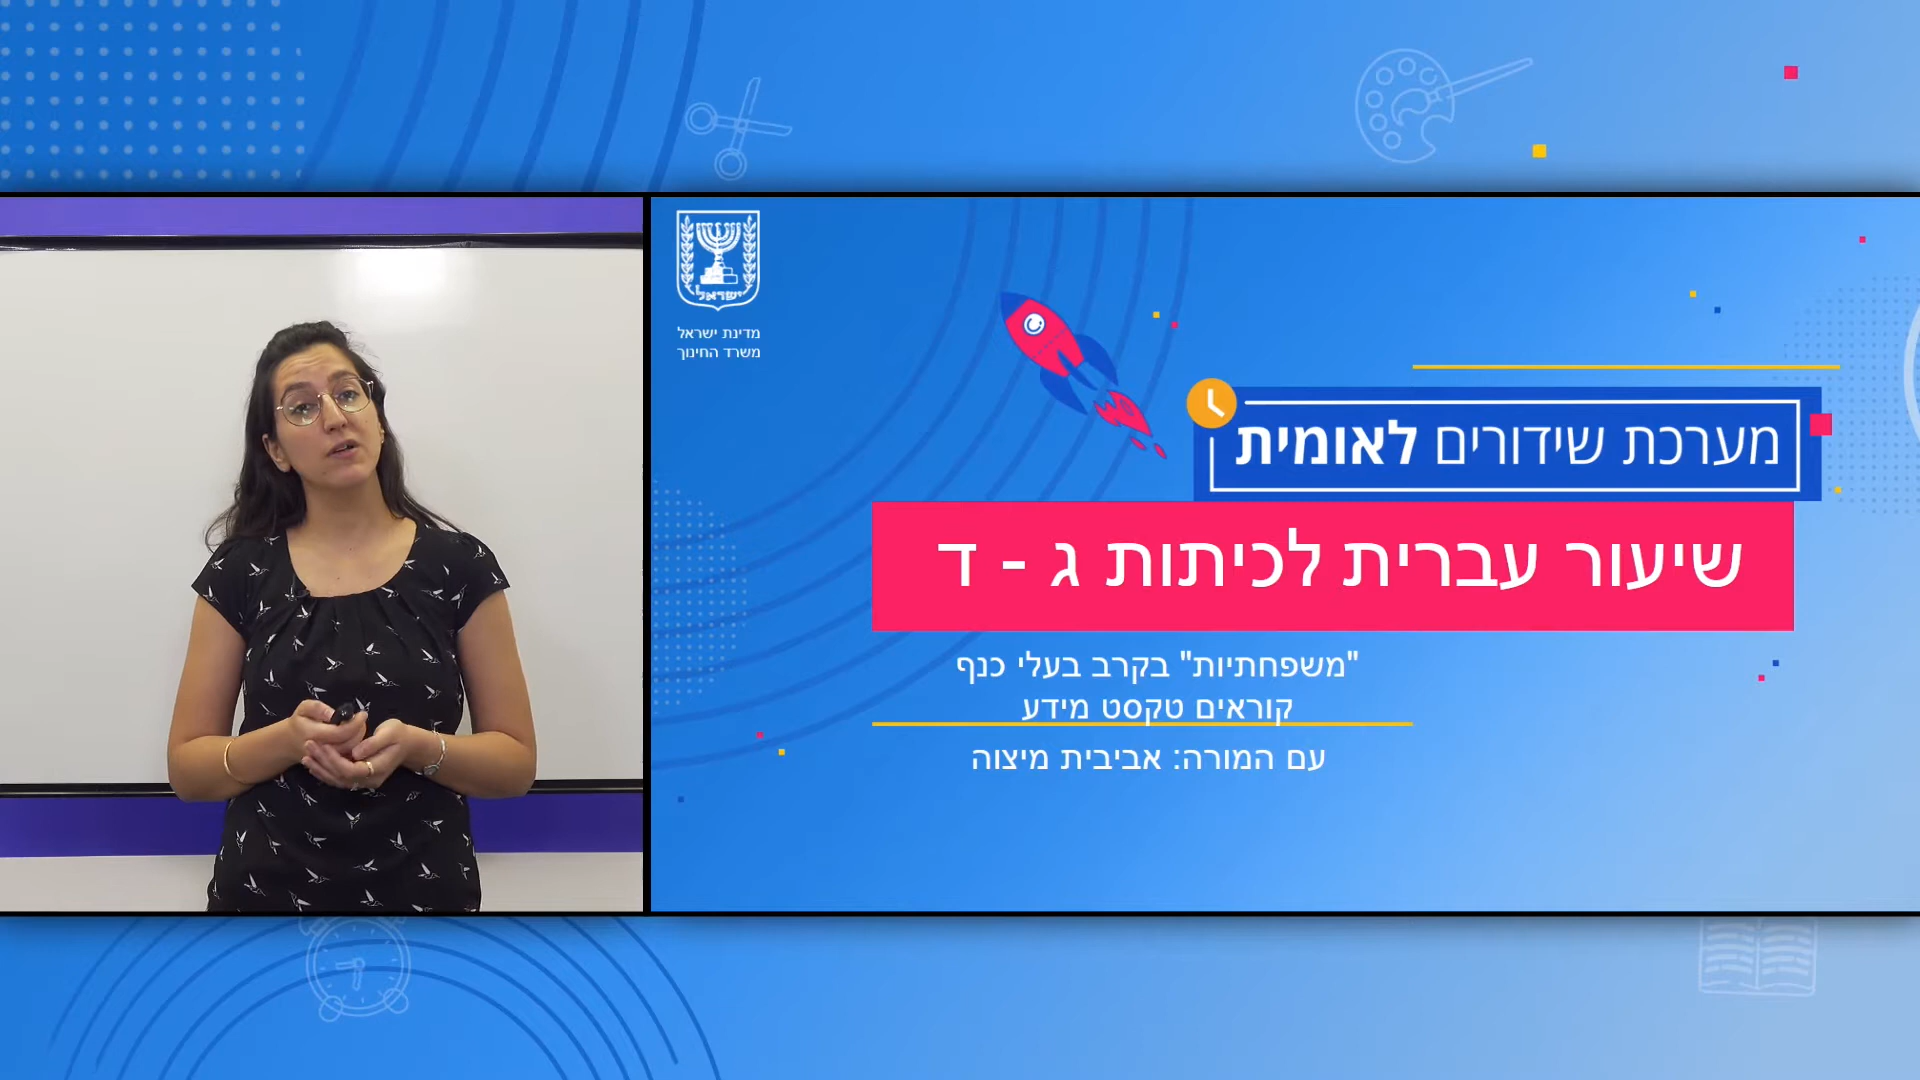 ישראל
מדינת ישראל
משרד החינוך
מערכת שידורים לאומית
שיעור עברית לכיתות ג - ד
"משפחתיות" בקרב בעלי כנף
קוראים טקסט מידע
עם המורה: אביבית מיצוה